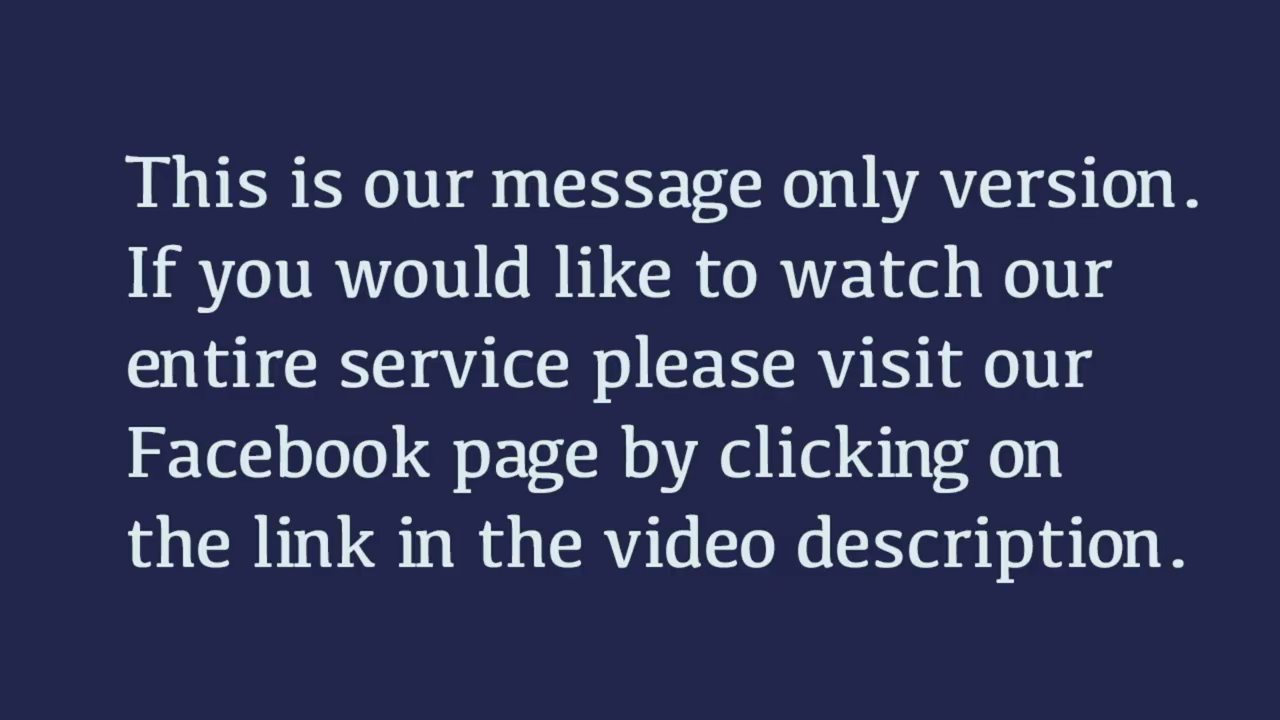 This is our message only version.
If you would like to watch our
entire service please visit our
Facebook page by clicking on
the link in the video description.